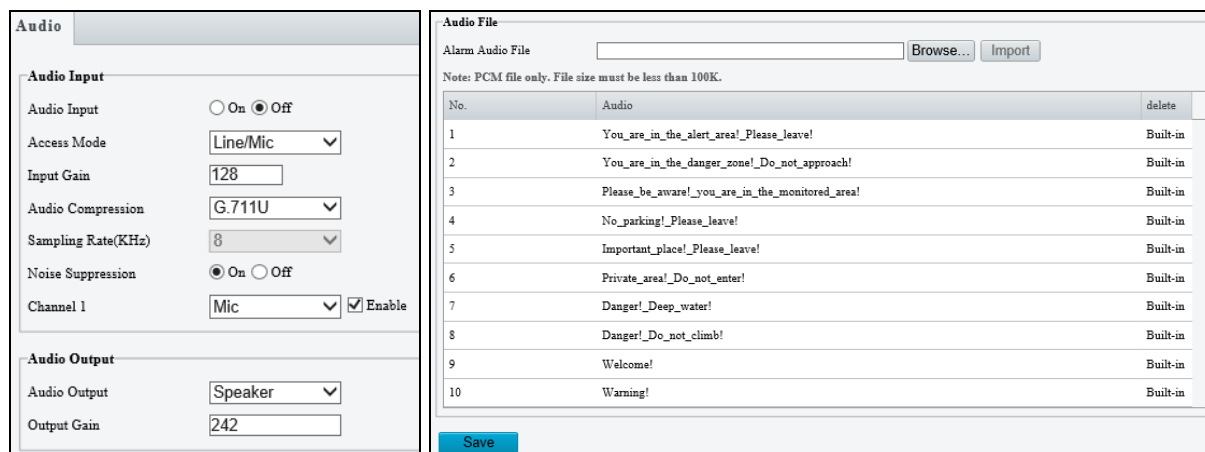 Audio
Audio Input
Audio Input On Off
Access Mode Line/Mic
Input Gain 128
Audio Compression G.711U
Sampling Rate(KHz) 8
Noise Suppression On Off
Channel 1 Mic Enable
Audio Output
Audio Output Speaker
Output Gain 242
Audio File
Alarm Audio File Browse... Import
Note: PCM file only. File size must be less than 100K.
No. Audio delete
1 You_are_in_the_alert_area!_Please_leave! Built-in
2 You_are_in_the_danger_zone!_Do_not_approach! Built-in
3 Please_be_aware!_you_are_in_the_monitored_area! Built-in
4 No_parking!_Please_leave! Built-in
5 Important_place!_Please_leave! Built-in
6 Private_area!_Do_not_enter! Built-in
7 Danger!_Deep_water! Built-in
8 Danger!_Do_not_climb! Built-in
9 Welcome! Built-in
10 Warning! Built-in
Save